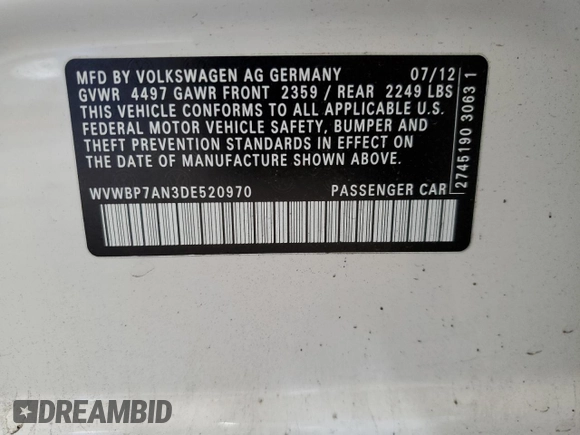 MFD BY VOLKSWAGEN AG GERMANY 07/12
GVWR 4497 GAWR FRONT 2359 / REAR 2249 LBS
THIS VEHICLE CONFORMS TO ALL APPLICABLE U.S.
FEDERAL MOTOR VEHICLE SAFETY, BUMPER AND
THEFT PREVENTION STANDARDS IN EFFECT ON THE
DATE OF MANUFACTURE SHOWN ABOVE.
WVWBP7AN3DE520970 PASSENGER CAR
2745190 3063 1
DREAMBID